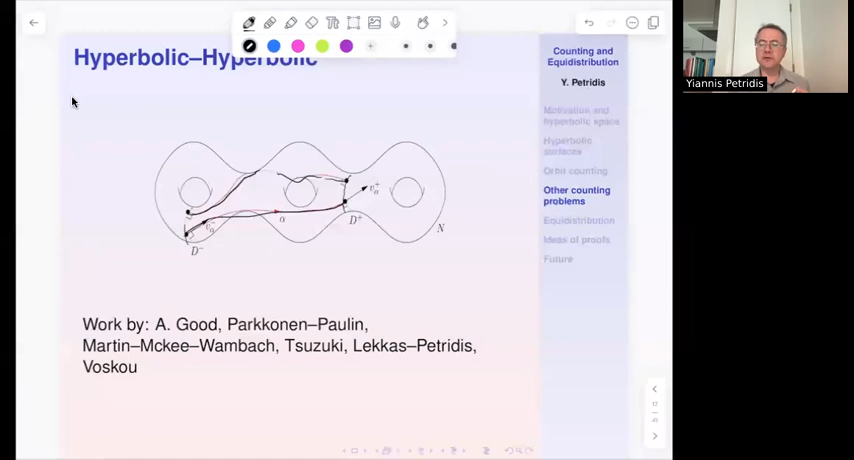 Hyperbolic–Hyperbolic
Counting and
Equidistribution
Y. Petridis
Motivation and
hyperbolic space
Hyperbolic
surfaces
Orbit counting
Other counting
problems
Equidistribution
Ideas of proofs
Future
α
D⁻
D⁺
N
Work by: A. Good, Parkkonen–Paulin,
Martin–Mckee–Wambach, Tsuzuki, Lekkas–Petridis,
Voskou
Yiannis Petridis